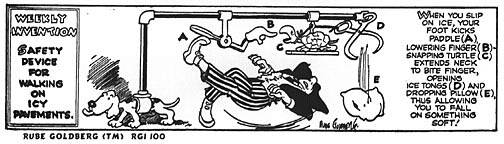 WEEKLY
INVENTION
SAFETY
DEVICE
FOR
WALKING
ON
ICY
PAVEMENTS.
A
B
C
D
E
RUBE GOLDBERG
WHEN YOU SLIP
ON ICE, YOUR
FOOT KICKS
PADDLE (A)
LOWERING FINGER (B)
SNAPPING TURTLE (C)
EXTENDS NECK
TO BITE FINGER,
OPENING
ICE TONGS (D) AND
DROPPING PILLOW (E),
THUS ALLOWING
YOU TO FALL
ON SOMETHING
SOFT!
RUBE GOLDBERG (TM) RGI 100